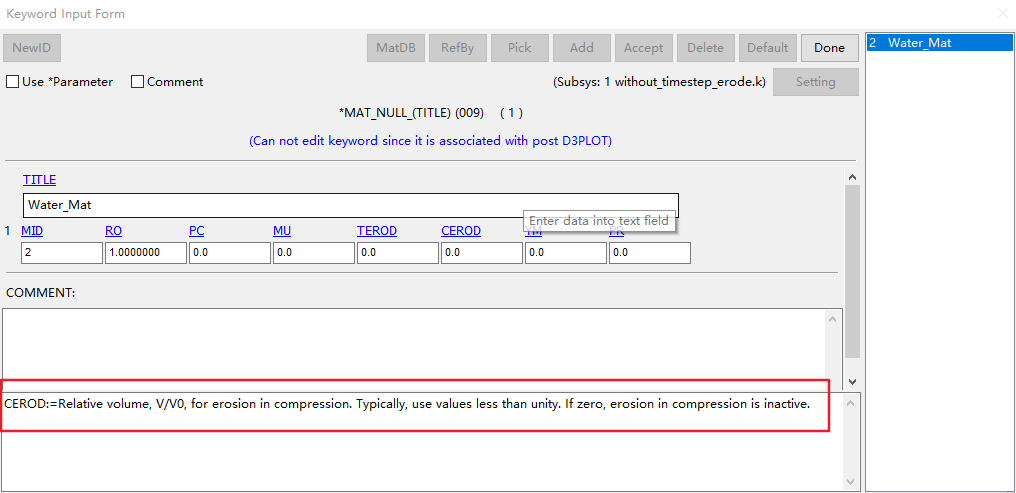 Keyword Input Form
NewID MatDB RefBy Pick Add Accept Delete Default Done
Use *Parameter Comment (Subsys: 1 without_timestep_erode.k) Setting
*MAT_NULL_(TITLE) (009) ( 1 )
(Can not edit keyword since it is associated with post D3PLOT)
TITLE
Water_Mat
Enter data into text field
1 MID RO PC MU TEROD CEROD YM PR
2 1.0000000 0.0 0.0 0.0 0.0 0.0 0.0
COMMENT:
CEROD:=Relative volume, V/V0, for erosion in compression. Typically, use values less than unity. If zero, erosion in compression is inactive.
2 Water_Mat